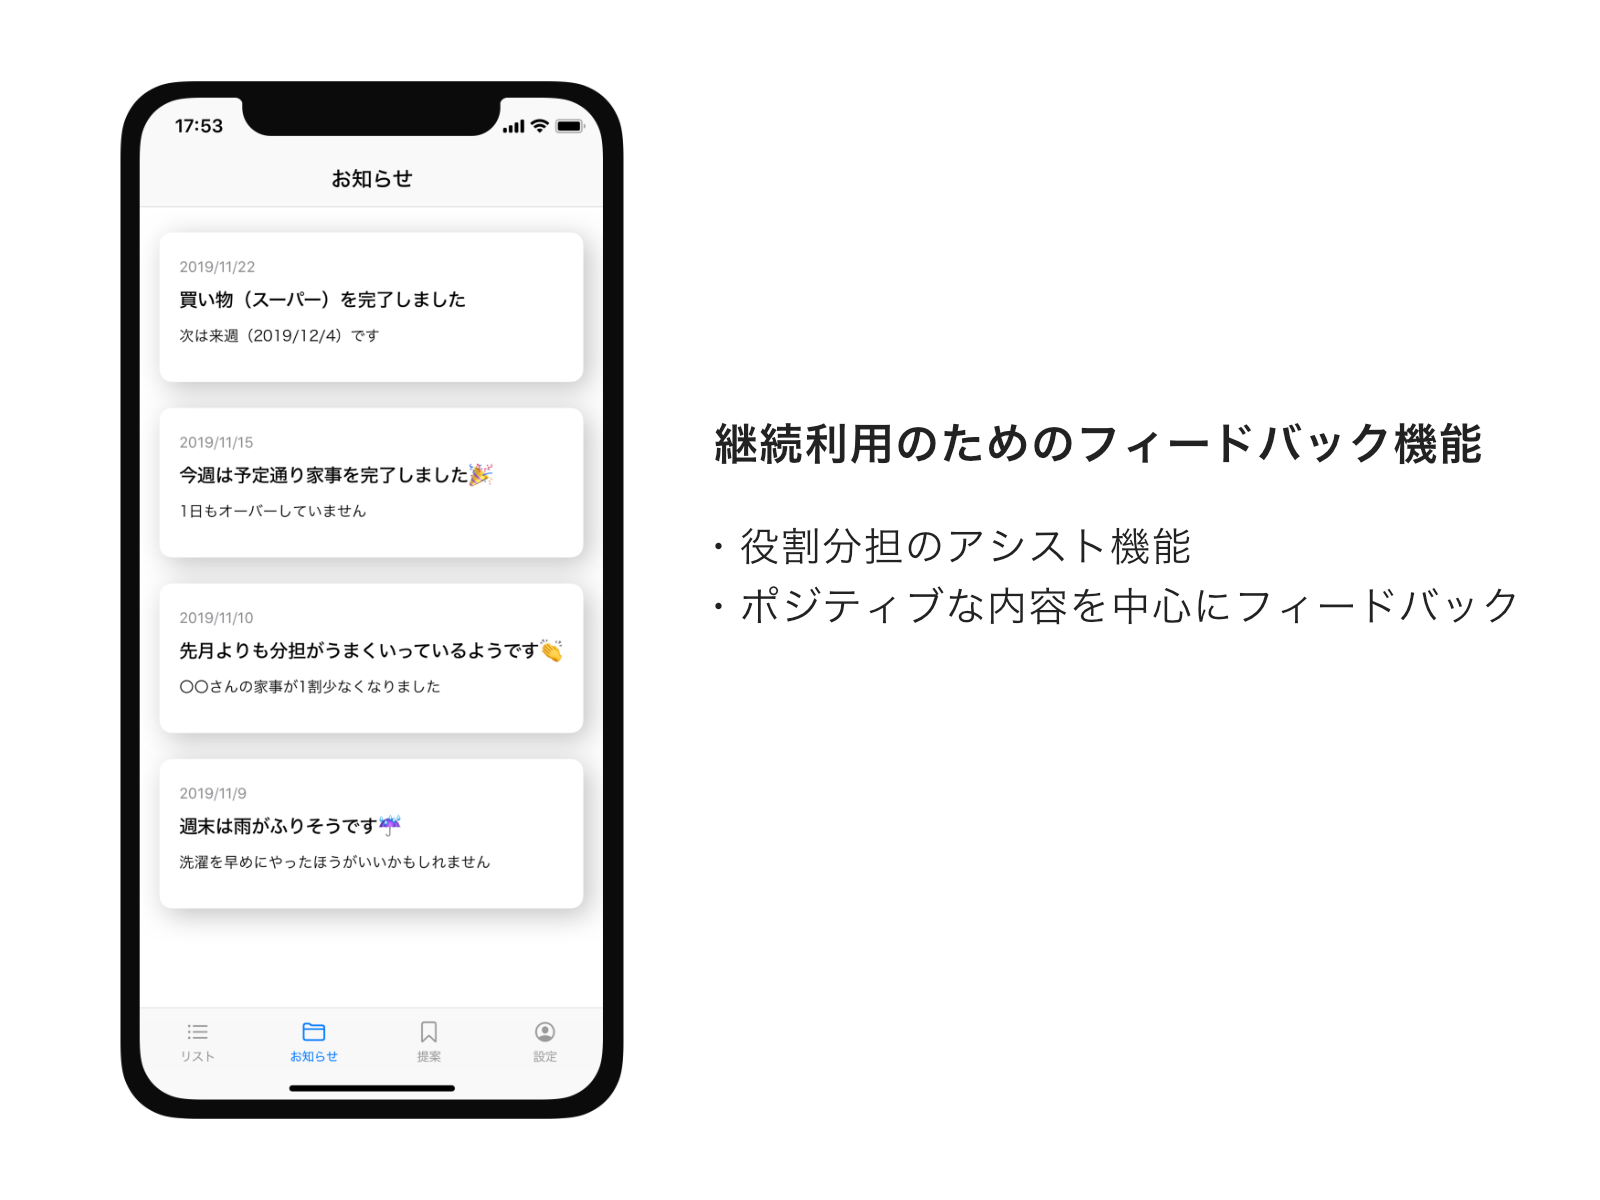 17:53
お知らせ
2019/11/22
買い物（スーパー）を完了しました
次は来週（2019/12/4）です
2019/11/15
今週は予定通り家事を完了しました🎉
1日もオーバーしていません
2019/11/10
先月よりも分担がうまくいっているようです👏
〇〇さんの家事が1割少なくなりました
2019/11/9
週末は雨がふりそうです☔
洗濯を早めにやったほうがいいかもしれません
リスト
お知らせ
提案
設定
継続利用のためのフィードバック機能
・役割分担のアシスト機能
・ポジティブな内容を中心にフィードバック